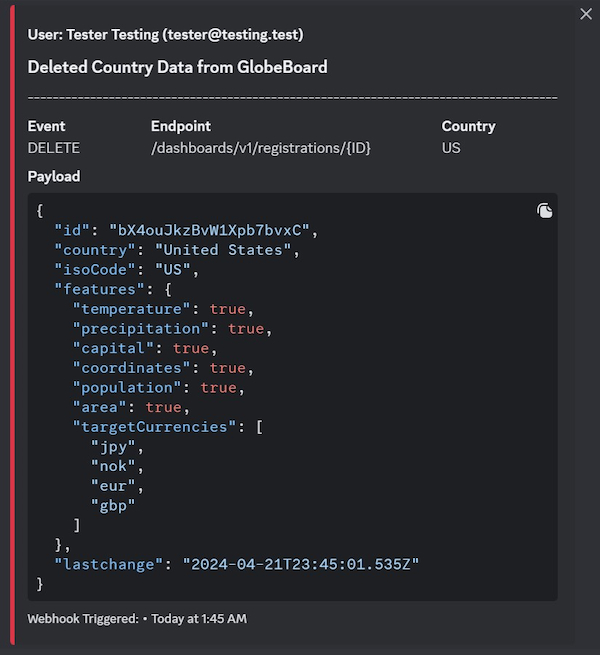 User: Tester Testing (tester@testing.test)
Deleted Country Data from GlobeBoard
--------------------------------------------------------------------------------
Event Endpoint Country
DELETE /dashboards/v1/registrations/{ID} US
Payload
{
  "id": "bX4ouJkzBvW1Xpb7bvxC",
  "country": "United States",
  "isoCode": "US",
  "features": {
    "temperature": true,
    "precipitation": true,
    "capital": true,
    "coordinates": true,
    "population": true,
    "area": true,
    "targetCurrencies": [
      "jpy",
      "nok",
      "eur",
      "gbp"
    ]
  },
  "lastchange": "2024-04-21T23:45:01.535Z"
}
Webhook Triggered: • Today at 1:45 AM